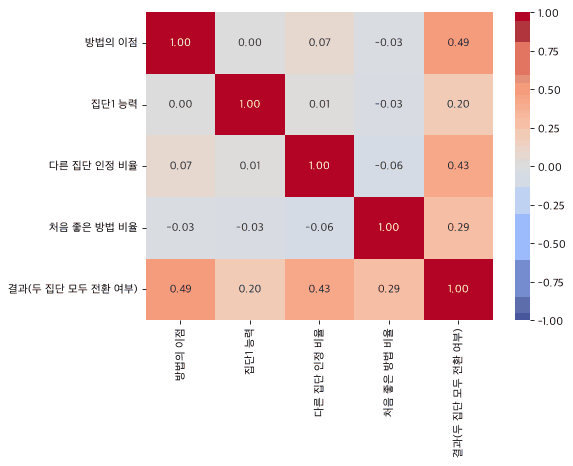 방법의 이점 1.00 0.00 0.07 -0.03 0.49
집단1 능력 0.00 1.00 0.01 -0.03 0.20
다른 집단 인정 비율 0.07 0.01 1.00 -0.06 0.43
처음 좋은 방법 비율 -0.03 -0.03 -0.06 1.00 0.29
결과(두 집단 모두 전환 여부) 0.49 0.20 0.43 0.29 1.00
방법의 이점
집단1 능력
다른 집단 인정 비율
처음 좋은 방법 비율
결과(두 집단 모두 전환 여부)
1.00
0.75
0.50
0.25
0.00
-0.25
-0.50
-0.75
-1.00